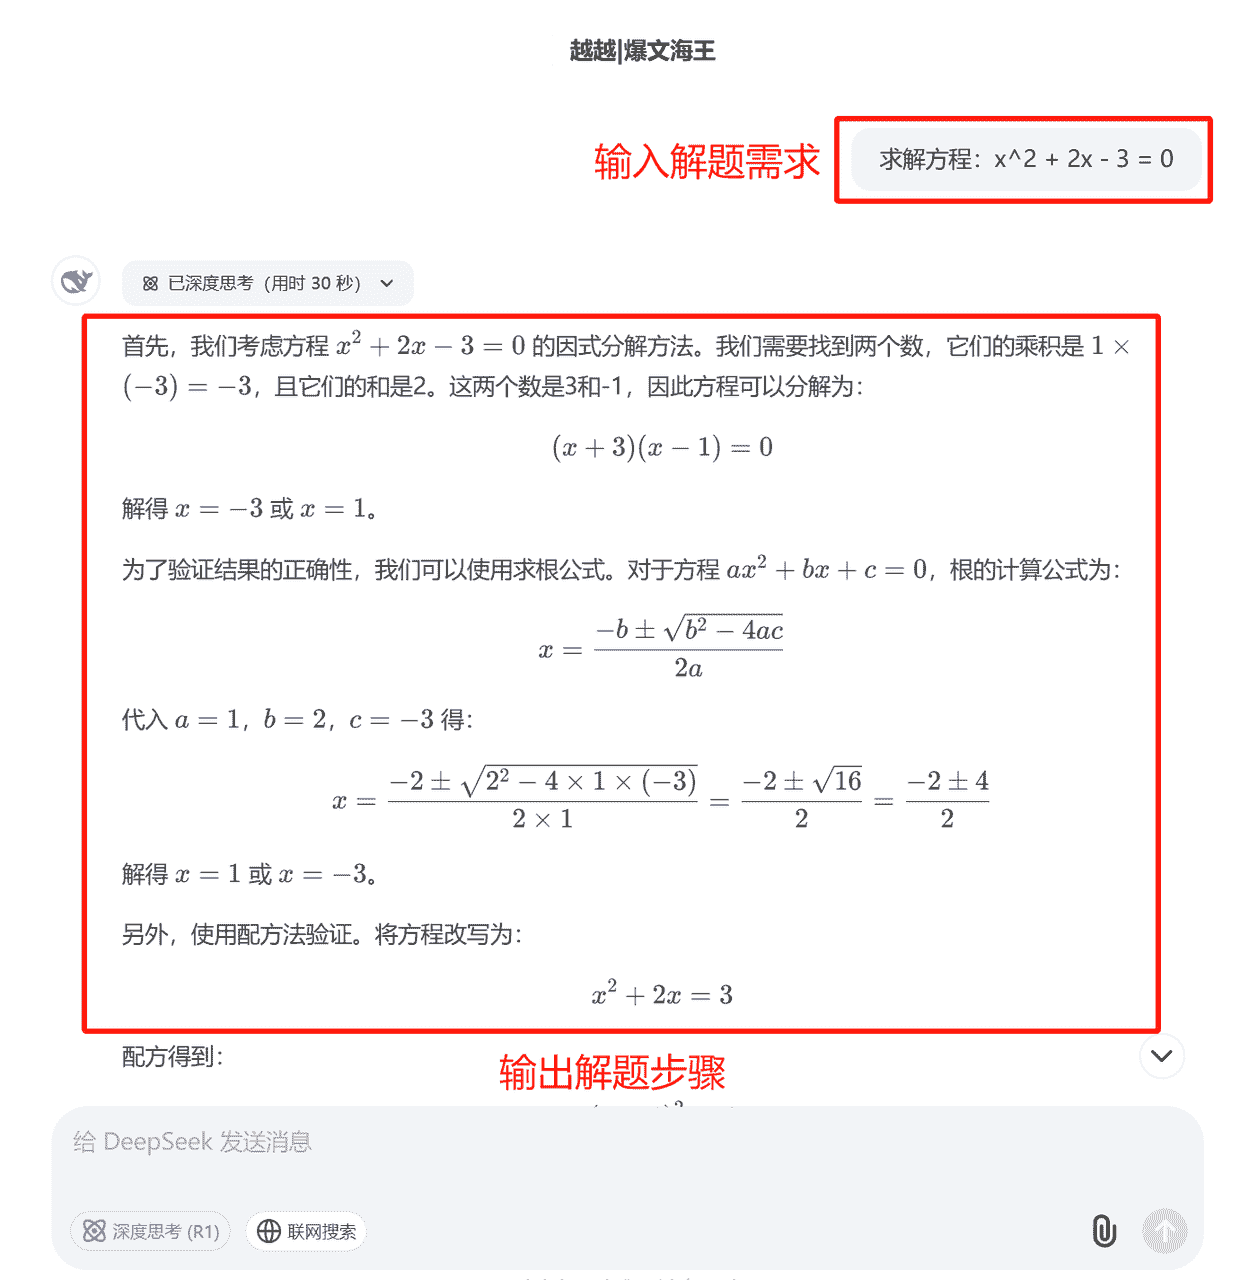 越越|爆文海王
输入解题需求
求解方程：x^2 + 2x - 3 = 0
已深度思考（用时 30 秒）
首先，我们考虑方程 x² + 2x − 3 = 0 的因式分解方法。我们需要找到两个数，它们的乘积是 1 ×
(−3) = −3，且它们的和是2。这两个数是3和-1，因此方程可以分解为：
(x + 3)(x − 1) = 0
解得 x = −3 或 x = 1。
为了验证结果的正确性，我们可以使用求根公式。对于方程 ax² + bx + c = 0，根的计算公式为：
x = (−b ± √(b² − 4ac)) / 2a
代入 a = 1，b = 2，c = −3 得：
x = (−2 ± √(2² − 4 × 1 × (−3))) / (2 × 1) = (−2 ± √16) / 2 = (−2 ± 4) / 2
解得 x = 1 或 x = −3。
另外，使用配方法验证。将方程改写为：
x² + 2x = 3
配方得到：
输出解题步骤
给 DeepSeek 发送消息
深度思考 (R1)
联网搜索